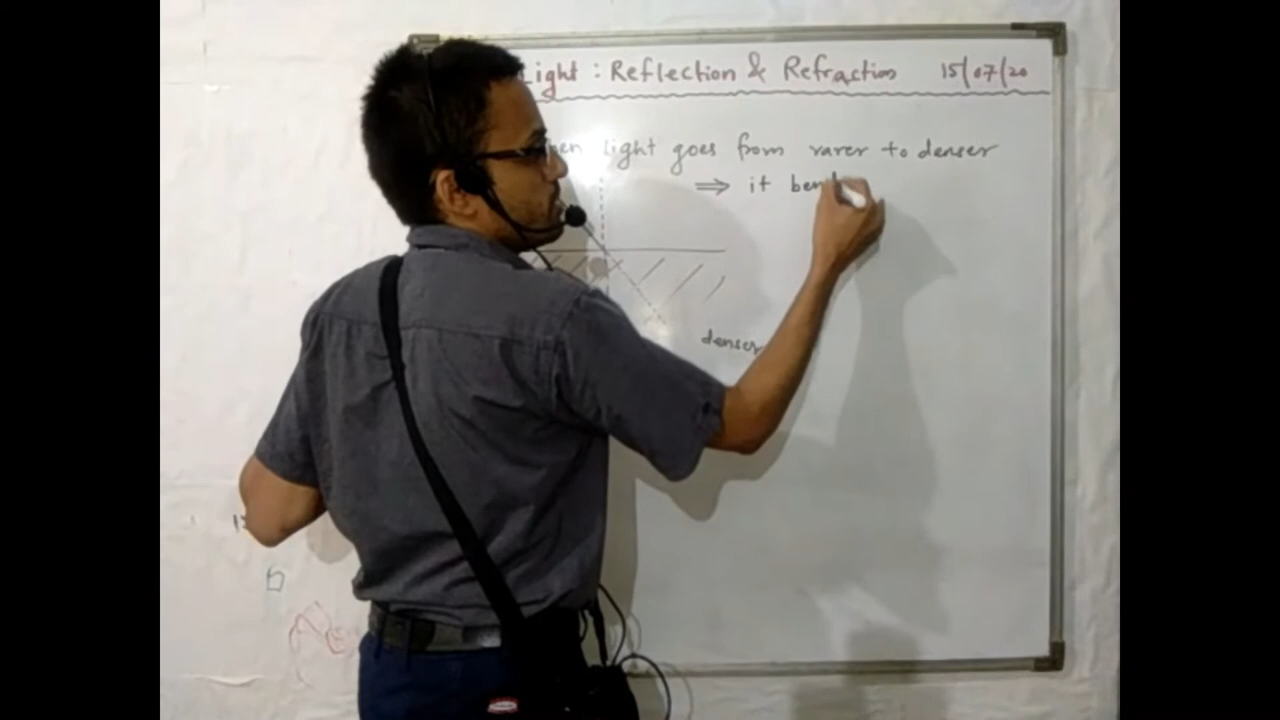 Light : Reflection & Refraction 15/07/20
light goes from rarer to denser
⇒ it
denser